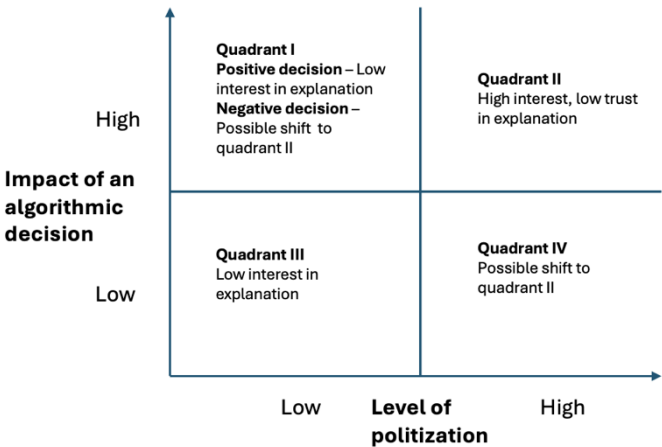 Quadrant I
Positive decision – Low
interest in explanation
Negative decision –
Possible shift to
quadrant II
Quadrant II
High interest, low trust
in explanation
High
Impact of an
algorithmic
decision
Quadrant III
Low interest in
explanation
Quadrant IV
Possible shift to
quadrant II
Low
Low
Level of
politization
High